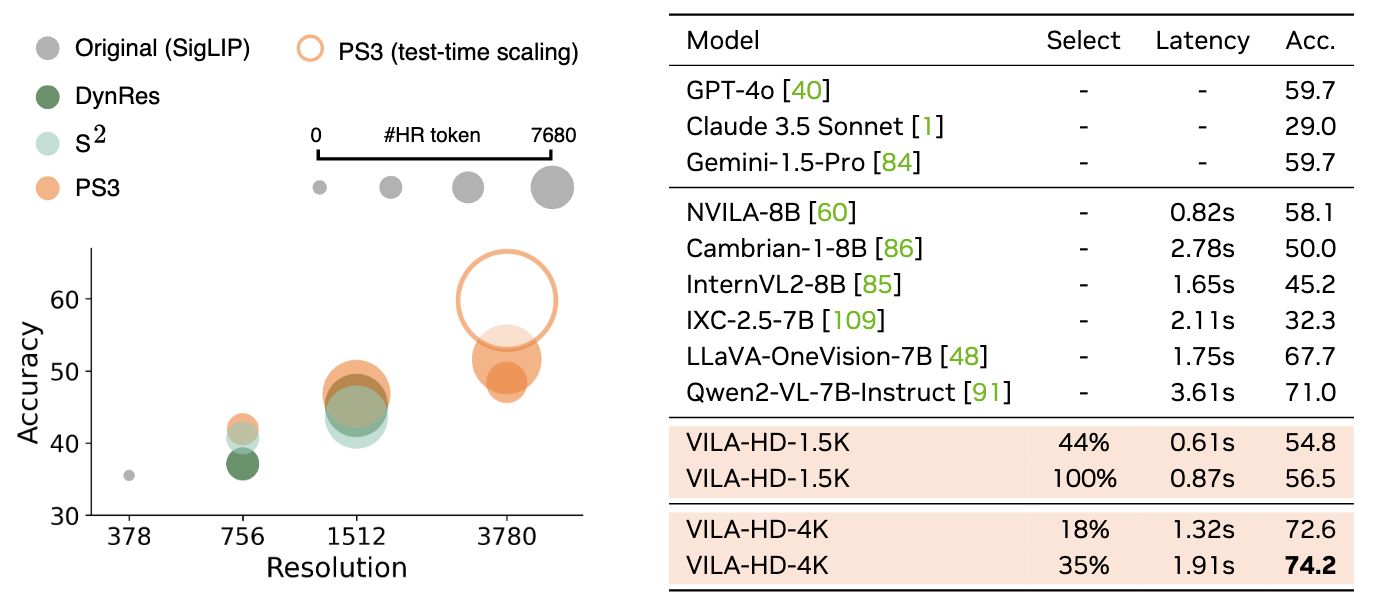 Original (SigLIP)
PS3 (test-time scaling)
DynRes
S²
PS3
0 #HR token 7680
Accuracy
60
50
40
30
378 756 1512 3780
Resolution
Model Select Latency Acc.
GPT-4o [40] - - 59.7
Claude 3.5 Sonnet [1] - - 29.0
Gemini-1.5-Pro [84] - - 59.7
NVILA-8B [60] - 0.82s 58.1
Cambrian-1-8B [86] - 2.78s 50.0
InternVL2-8B [85] - 1.65s 45.2
IXC-2.5-7B [109] - 2.11s 32.3
LLaVA-OneVision-7B [48] - 1.75s 67.7
Qwen2-VL-7B-Instruct [91] - 3.61s 71.0
VILA-HD-1.5K 44% 0.61s 54.8
VILA-HD-1.5K 100% 0.87s 56.5
VILA-HD-4K 18% 1.32s 72.6
VILA-HD-4K 35% 1.91s 74.2